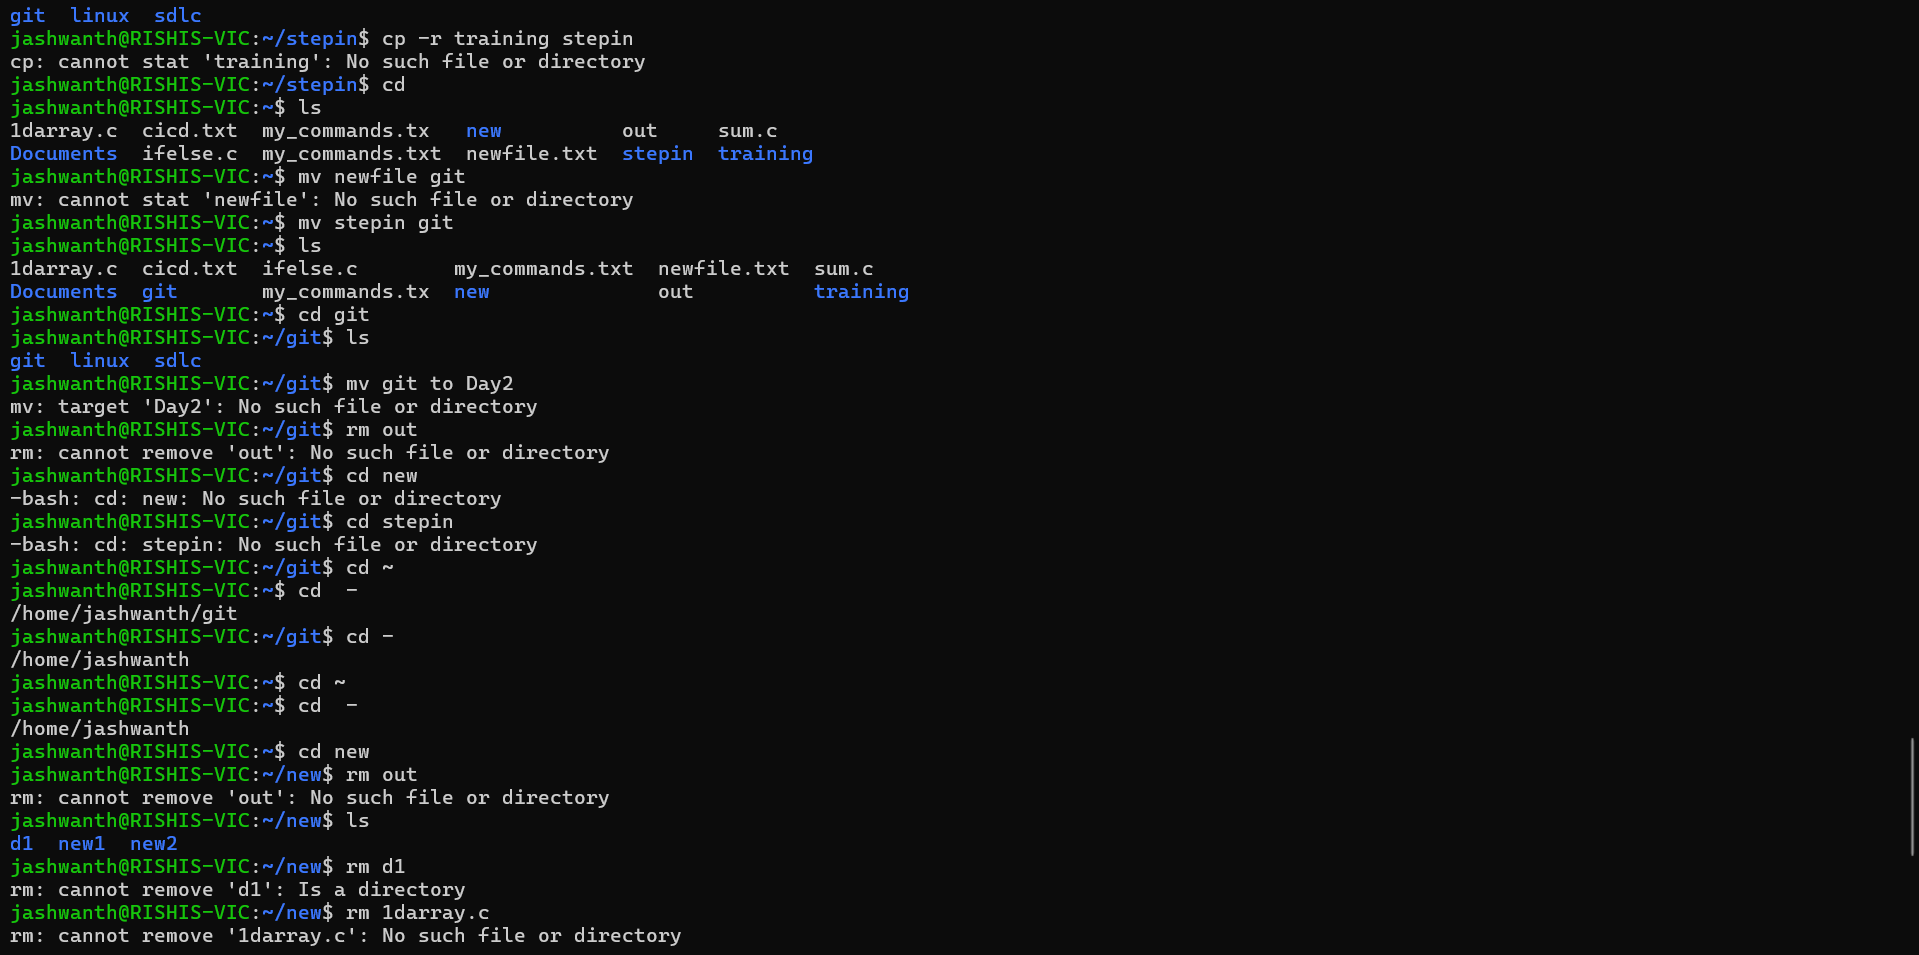 git  linux  sdlc
jashwanth@RISHIS-VIC:~/stepin$ cp -r training stepin
cp: cannot stat 'training': No such file or directory
jashwanth@RISHIS-VIC:~/stepin$ cd
jashwanth@RISHIS-VIC:~$ ls
1darray.c  cicd.txt  my_commands.tx   new          out     sum.c
Documents  ifelse.c  my_commands.txt  newfile.txt  stepin  training
jashwanth@RISHIS-VIC:~$ mv newfile git
mv: cannot stat 'newfile': No such file or directory
jashwanth@RISHIS-VIC:~$ mv stepin git
jashwanth@RISHIS-VIC:~$ ls
1darray.c  cicd.txt  ifelse.c        my_commands.txt  newfile.txt  sum.c
Documents  git       my_commands.tx  new              out          training
jashwanth@RISHIS-VIC:~$ cd git
jashwanth@RISHIS-VIC:~/git$ ls
git  linux  sdlc
jashwanth@RISHIS-VIC:~/git$ mv git to Day2
mv: target 'Day2': No such file or directory
jashwanth@RISHIS-VIC:~/git$ rm out
rm: cannot remove 'out': No such file or directory
jashwanth@RISHIS-VIC:~/git$ cd new
-bash: cd: new: No such file or directory
jashwanth@RISHIS-VIC:~/git$ cd stepin
-bash: cd: stepin: No such file or directory
jashwanth@RISHIS-VIC:~/git$ cd ~
jashwanth@RISHIS-VIC:~$ cd  -
/home/jashwanth/git
jashwanth@RISHIS-VIC:~/git$ cd -
/home/jashwanth
jashwanth@RISHIS-VIC:~$ cd ~
jashwanth@RISHIS-VIC:~$ cd  -
/home/jashwanth
jashwanth@RISHIS-VIC:~$ cd new
jashwanth@RISHIS-VIC:~/new$ rm out
rm: cannot remove 'out': No such file or directory
jashwanth@RISHIS-VIC:~/new$ ls
d1  new1  new2
jashwanth@RISHIS-VIC:~/new$ rm d1
rm: cannot remove 'd1': Is a directory
jashwanth@RISHIS-VIC:~/new$ rm 1darray.c
rm: cannot remove '1darray.c': No such file or directory